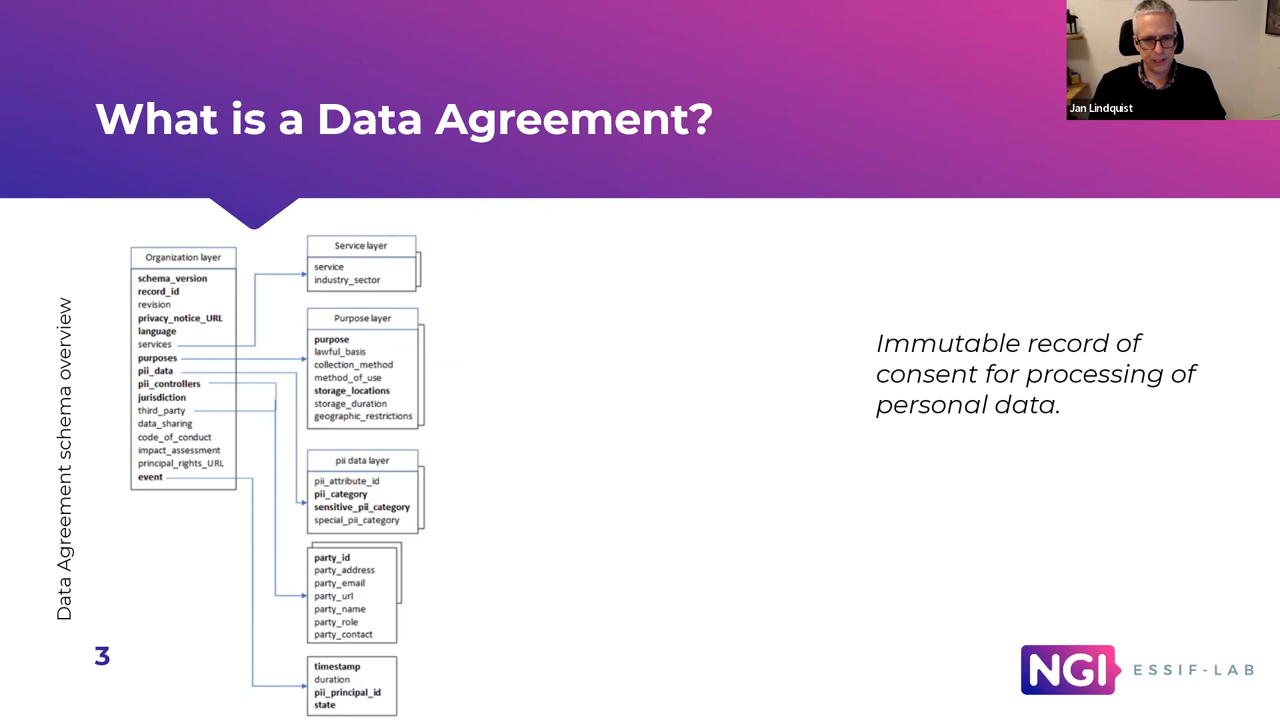 What is a Data Agreement?
Jan Lindquist
Data Agreement schema overview
Organization layer
schema_version
record_id
revision
privacy_notice_URL
language
services
purposes
pii_data
pii_controllers
jurisdiction
third_party
data_sharing
code_of_conduct
impact_assessment
principal_rights_URL
event
Service layer
service
industry_sector
Purpose layer
purpose
lawful_basis
collection_method
method_of_use
storage_locations
storage_duration
geographic_restrictions
pii data layer
pii_attribute_id
pii_category
sensitive_pii_category
special_pii_category
party_id
party_address
party_email
party_url
party_name
party_role
party_contact
timestamp
duration
pii_principal_id
state
Immutable record of
consent for processing of
personal data.
3
NGI ESSIF-LAB